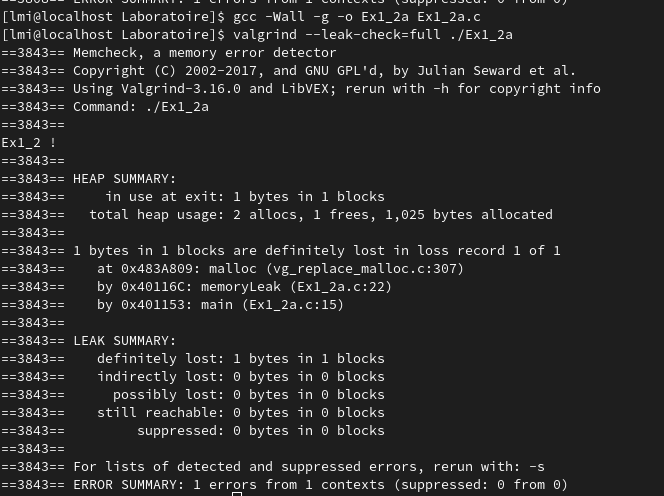 ERROR SUMMARY: 1 errors from 1 contexts (suppressed: 0 from 0)
[lmi@localhost Laboratoire]$ gcc -Wall -g -o Ex1_2a Ex1_2a.c
[lmi@localhost Laboratoire]$ valgrind --leak-check=full ./Ex1_2a
==3843== Memcheck, a memory error detector
==3843== Copyright (C) 2002-2017, and GNU GPL'd, by Julian Seward et al.
==3843== Using Valgrind-3.16.0 and LibVEX; rerun with -h for copyright info
==3843== Command: ./Ex1_2a
==3843==
Ex1_2 !
==3843==
==3843== HEAP SUMMARY:
==3843==     in use at exit: 1 bytes in 1 blocks
==3843==   total heap usage: 2 allocs, 1 frees, 1,025 bytes allocated
==3843==
==3843== 1 bytes in 1 blocks are definitely lost in loss record 1 of 1
==3843==    at 0x483A809: malloc (vg_replace_malloc.c:307)
==3843==    by 0x40116C: memoryLeak (Ex1_2a.c:22)
==3843==    by 0x401153: main (Ex1_2a.c:15)
==3843==
==3843== LEAK SUMMARY:
==3843==    definitely lost: 1 bytes in 1 blocks
==3843==    indirectly lost: 0 bytes in 0 blocks
==3843==      possibly lost: 0 bytes in 0 blocks
==3843==    still reachable: 0 bytes in 0 blocks
==3843==         suppressed: 0 bytes in 0 blocks
==3843==
==3843== For lists of detected and suppressed errors, rerun with: -s
==3843== ERROR SUMMARY: 1 errors from 1 contexts (suppressed: 0 from 0)